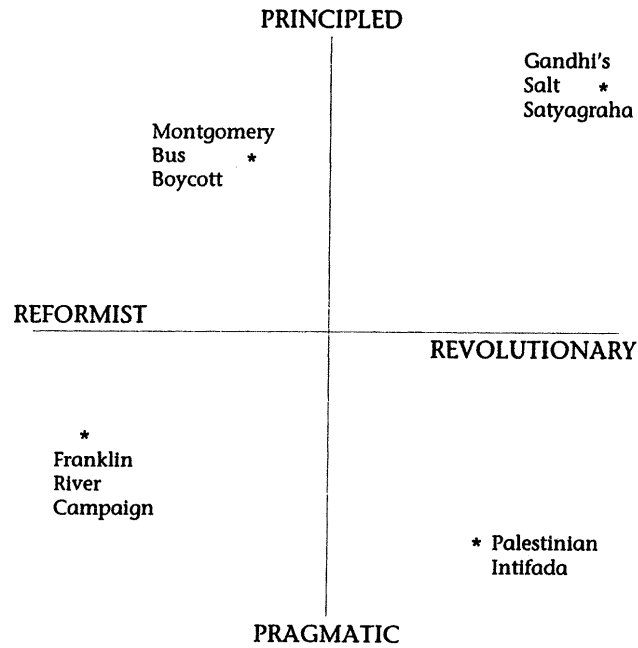 PRINCIPLED
Gandhi's
Salt *
Satyagraha
Montgomery
Bus *
Boycott
REFORMIST
REVOLUTIONARY
*
Franklin
River
Campaign
* Palestinian
Intifada
PRAGMATIC